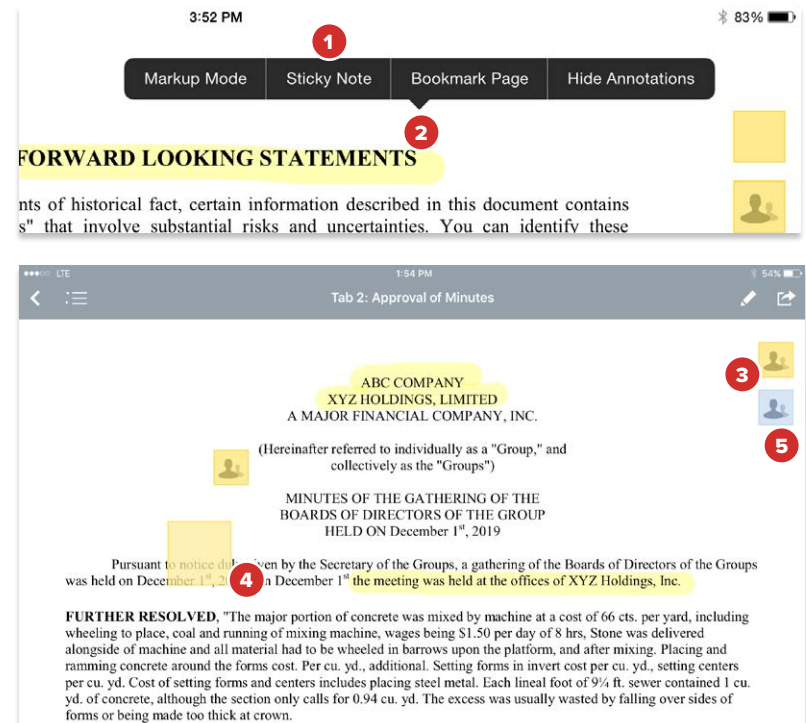 3:52 PM
83%
1
Markup Mode
Sticky Note
Bookmark Page
Hide Annotations
2
FORWARD LOOKING STATEMENTS
nts of historical fact, certain information described in this document contains
s" that involve substantial risks and uncertainties. You can identify these
LTE
1:54 PM
54%
Tab 2: Approval of Minutes
3
ABC COMPANY
XYZ HOLDINGS, LIMITED
A MAJOR FINANCIAL COMPANY, INC.
5
(Hereinafter referred to individually as a "Group," and
collectively as the "Groups")
MINUTES OF THE GATHERING OF THE
BOARDS OF DIRECTORS OF THE GROUP
HELD ON December 1st, 2019
Pursuant to notice duly given by the Secretary of the Groups, a gathering of the Boards of Directors of the Groups
was held on December 1st, 2 4 n December 1st the meeting was held at the offices of XYZ Holdings, Inc.
FURTHER RESOLVED, "The major portion of concrete was mixed by machine at a cost of 66 cts. per yard, including
wheeling to place, coal and running of mixing machine, wages being $1.50 per day of 8 hrs, Stone was delivered
alongside of machine and all material had to be wheeled in barrows upon the platform, and after mixing. Placing and
ramming concrete around the forms cost. Per cu. yd., additional. Setting forms in invert cost per cu. yd., setting centers
per cu. yd. Cost of setting forms and centers includes placing steel metal. Each lineal foot of 9¼ ft. sewer contained 1 cu.
yd. of concrete, although the section only calls for 0.94 cu. yd. The excess was usually wasted by falling over sides of
forms or being made too thick at crown.